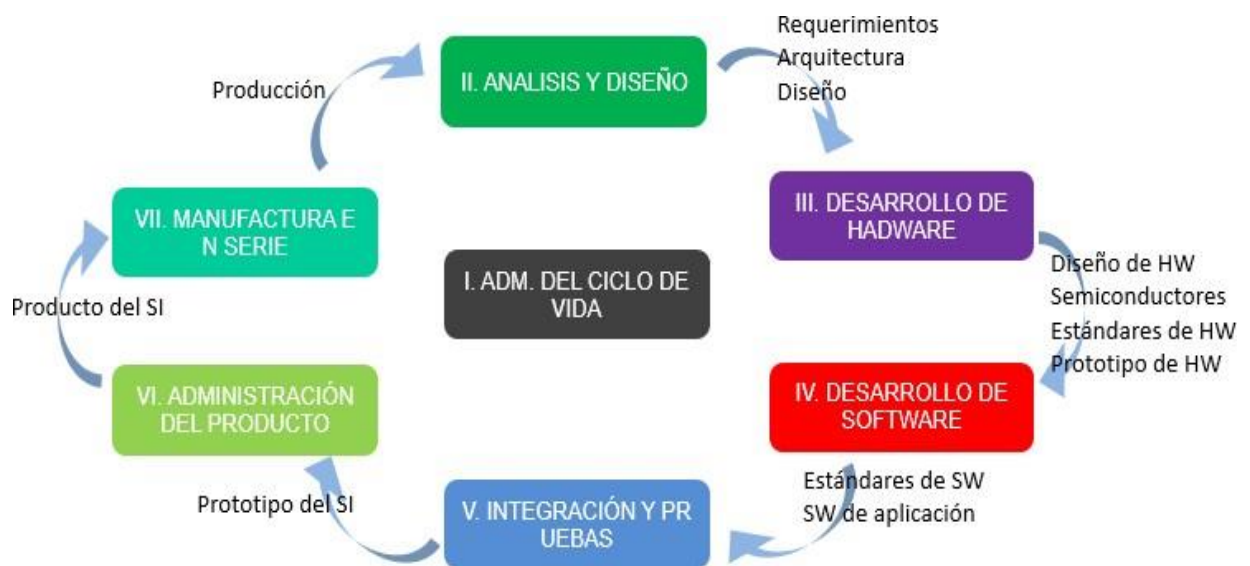 Requerimientos
Arquitectura
Diseño
II. ANALISIS Y DISEÑO
Producción
VII. MANUFACTURA E
N SERIE
III. DESARROLLO DE
HADWARE
I. ADM. DEL CICLO DE
VIDA
Diseño de HW
Semiconductores
Estándares de HW
Prototipo de HW
Producto del SI
VI. ADMINISTRACIÓN
DEL PRODUCTO
IV. DESARROLLO DE
SOFTWARE
Estándares de SW
SW de aplicación
Prototipo del SI
V. INTEGRACIÓN Y PR
UEBAS